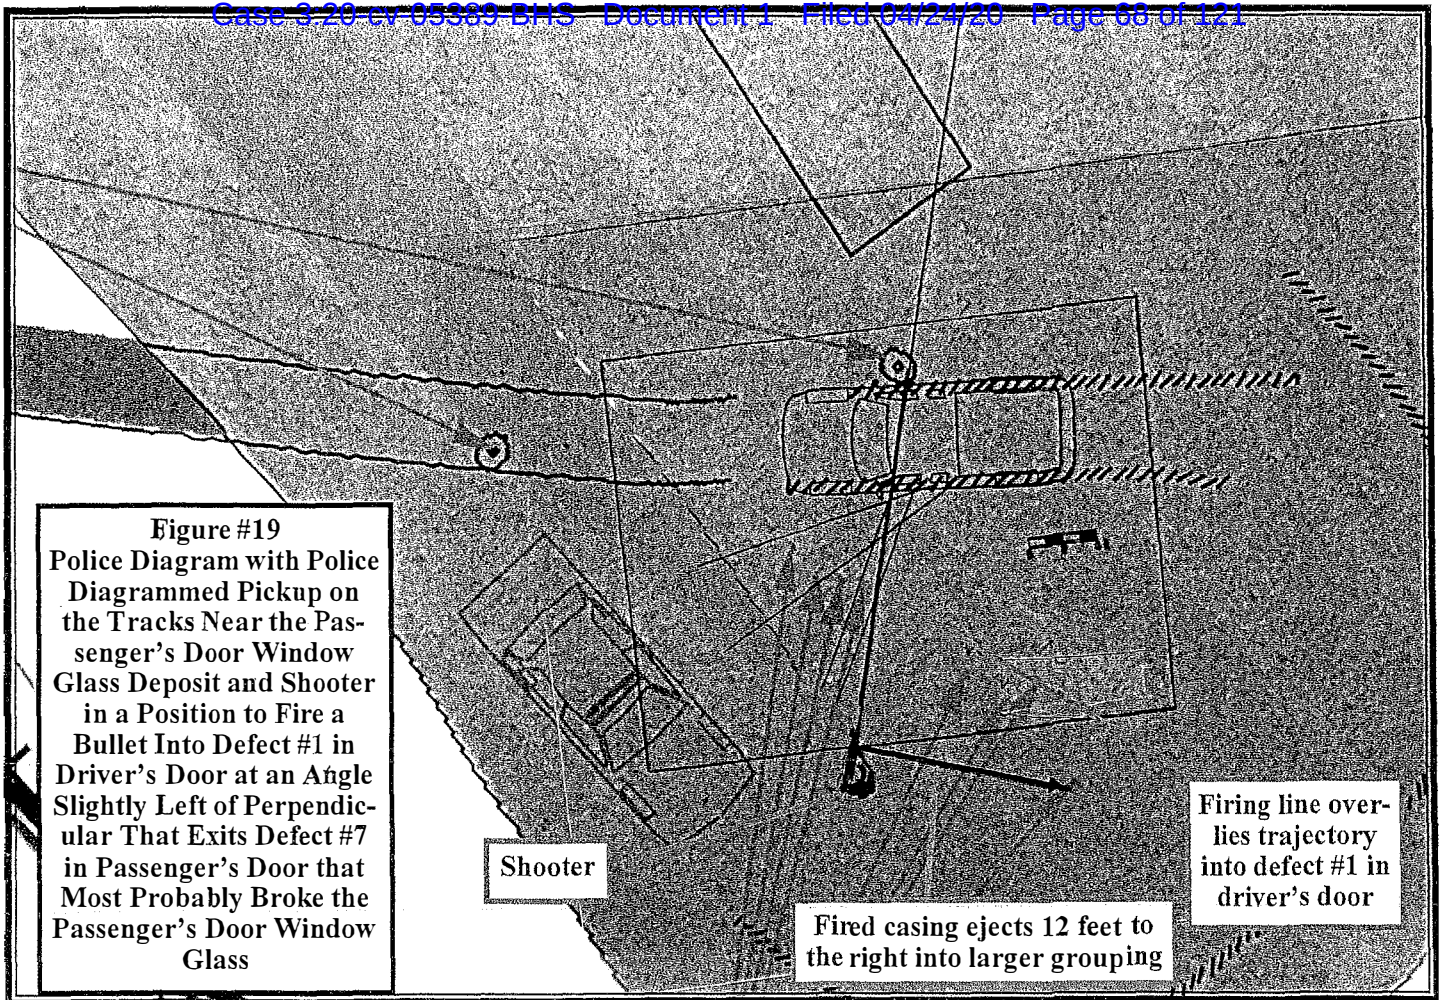 Case 3:20-cv-05389-BHS Document 1 Filed 04/24/20 Page 68 of 121
Figure #19
Police Diagram with Police
Diagrammed Pickup on
the Tracks Near the Pas-
senger's Door Window
Glass Deposit and Shooter
in a Position to Fire a
Bullet Into Defect #1 in
Driver's Door at an Angle
Slightly Left of Perpendic-
ular That Exits Defect #7
in Passenger's Door that
Most Probably Broke the
Passenger's Door Window
Glass
Shooter
Fired casing ejects 12 feet to
the right into larger grouping
Firing line over-
lies trajectory
into defect #1 in
driver's door